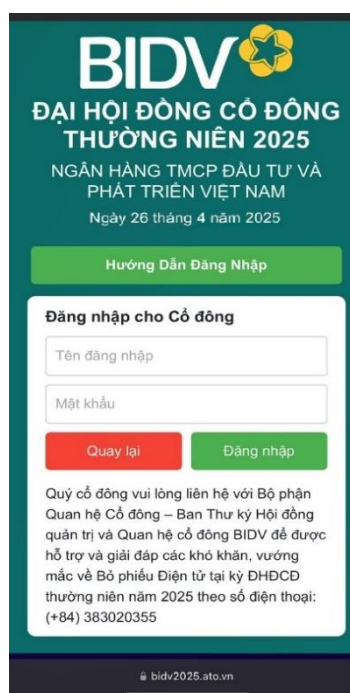 BIDV
ĐẠI HỘI ĐỒNG CỔ ĐÔNG
THƯỜNG NIÊN 2025
NGÂN HÀNG TMCP ĐẦU TƯ VÀ
PHÁT TRIỂN VIỆT NAM
Ngày 26 tháng 4 năm 2025
Hướng Dẫn Đăng Nhập
Đăng nhập cho Cổ đông
Tên đăng nhập
Mật khẩu
Quay lại
Đăng nhập
Quý cổ đông vui lòng liên hệ với Bộ phận
Quan hệ Cổ đông – Ban Thư ký Hội đồng
quản trị và Quan hệ cổ đông BIDV để được
hỗ trợ và giải đáp các khó khăn, vướng
mắc về Bỏ phiếu Điện tử tại kỳ ĐHĐCĐ
thường niên năm 2025 theo số điện thoại:
(+84) 383020355
bidv2025.ato.vn